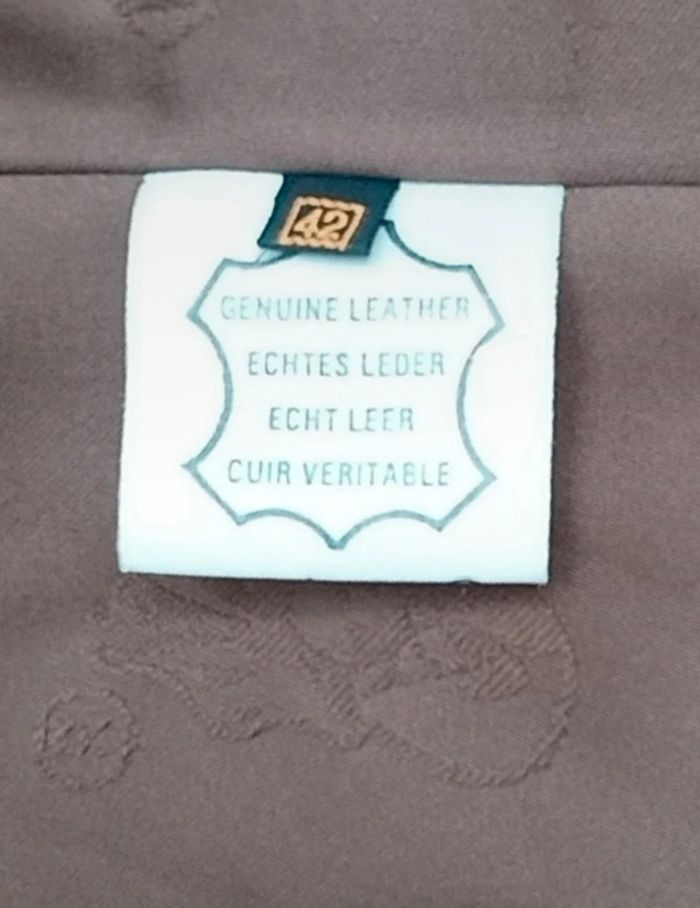 42
GENUINE LEATHER
ECHTES LEDER
ECHT LEER
CUIR VERITABLE